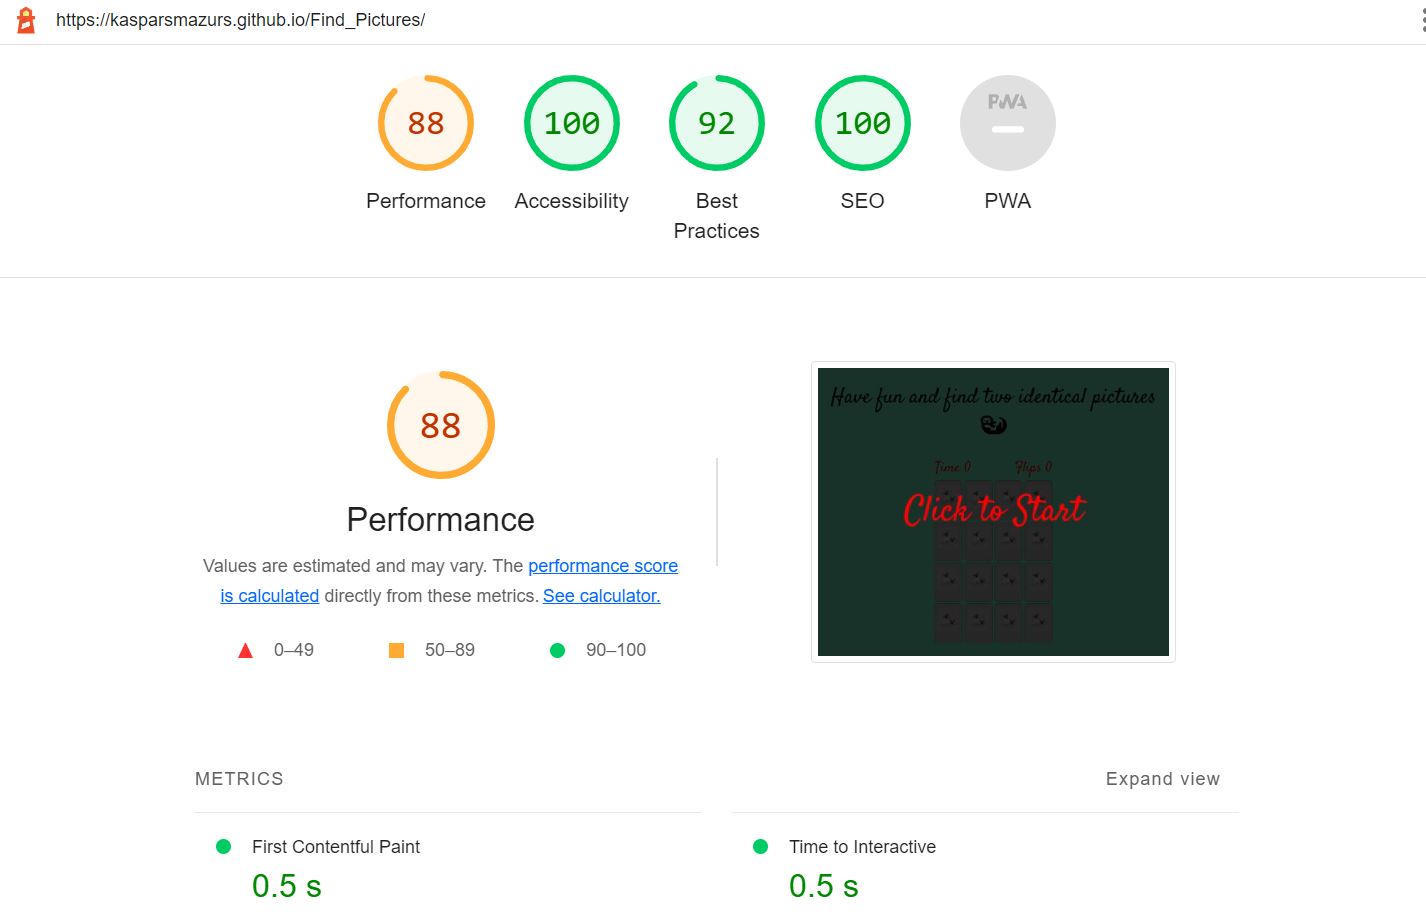 https://kasparsmazurs.github.io/Find_Pictures/
88
100
92
100
PWA
Performance
Accessibility
Best
Practices
SEO
PWA
88
Performance
Values are estimated and may vary. The performance score
is calculated directly from these metrics. See calculator.
0–49
50–89
90–100
Have fun and find two identical pictures
Time 0
Flips 0
Click to Start
METRICS
Expand view
First Contentful Paint
0.5 s
Time to Interactive
0.5 s